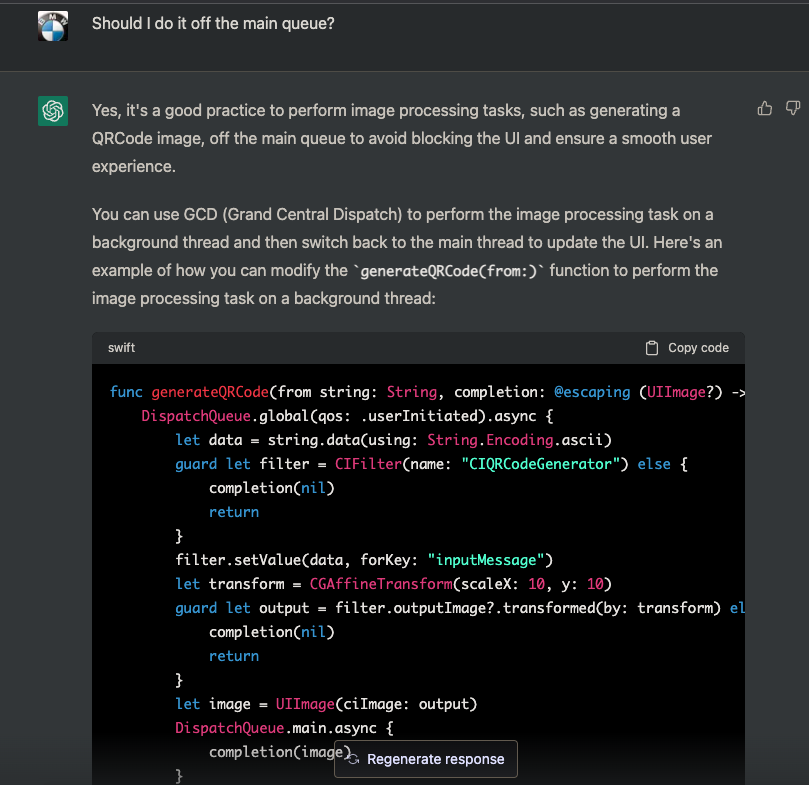 Should I do it off the main queue?
Yes, it's a good practice to perform image processing tasks, such as generating a
QRCode image, off the main queue to avoid blocking the UI and ensure a smooth user
experience.
You can use GCD (Grand Central Dispatch) to perform the image processing task on a
background thread and then switch back to the main thread to update the UI. Here's an
example of how you can modify the `generateQRCode(from:)` function to perform the
image processing task on a background thread:
swift Copy code
func generateQRCode(from string: String, completion: @escaping (UIImage?) ->
DispatchQueue.global(qos: .userInitiated).async {
let data = string.data(using: String.Encoding.ascii)
guard let filter = CIFilter(name: "CIQRCodeGenerator") else {
completion(nil)
return
}
filter.setValue(data, forKey: "inputMessage")
let transform = CGAffineTransform(scaleX: 10, y: 10)
guard let output = filter.outputImage?.transformed(by: transform) el
completion(nil)
return
}
let image = UIImage(ciImage: output)
DispatchQueue.main.async {
completion(image)
Regenerate response
}